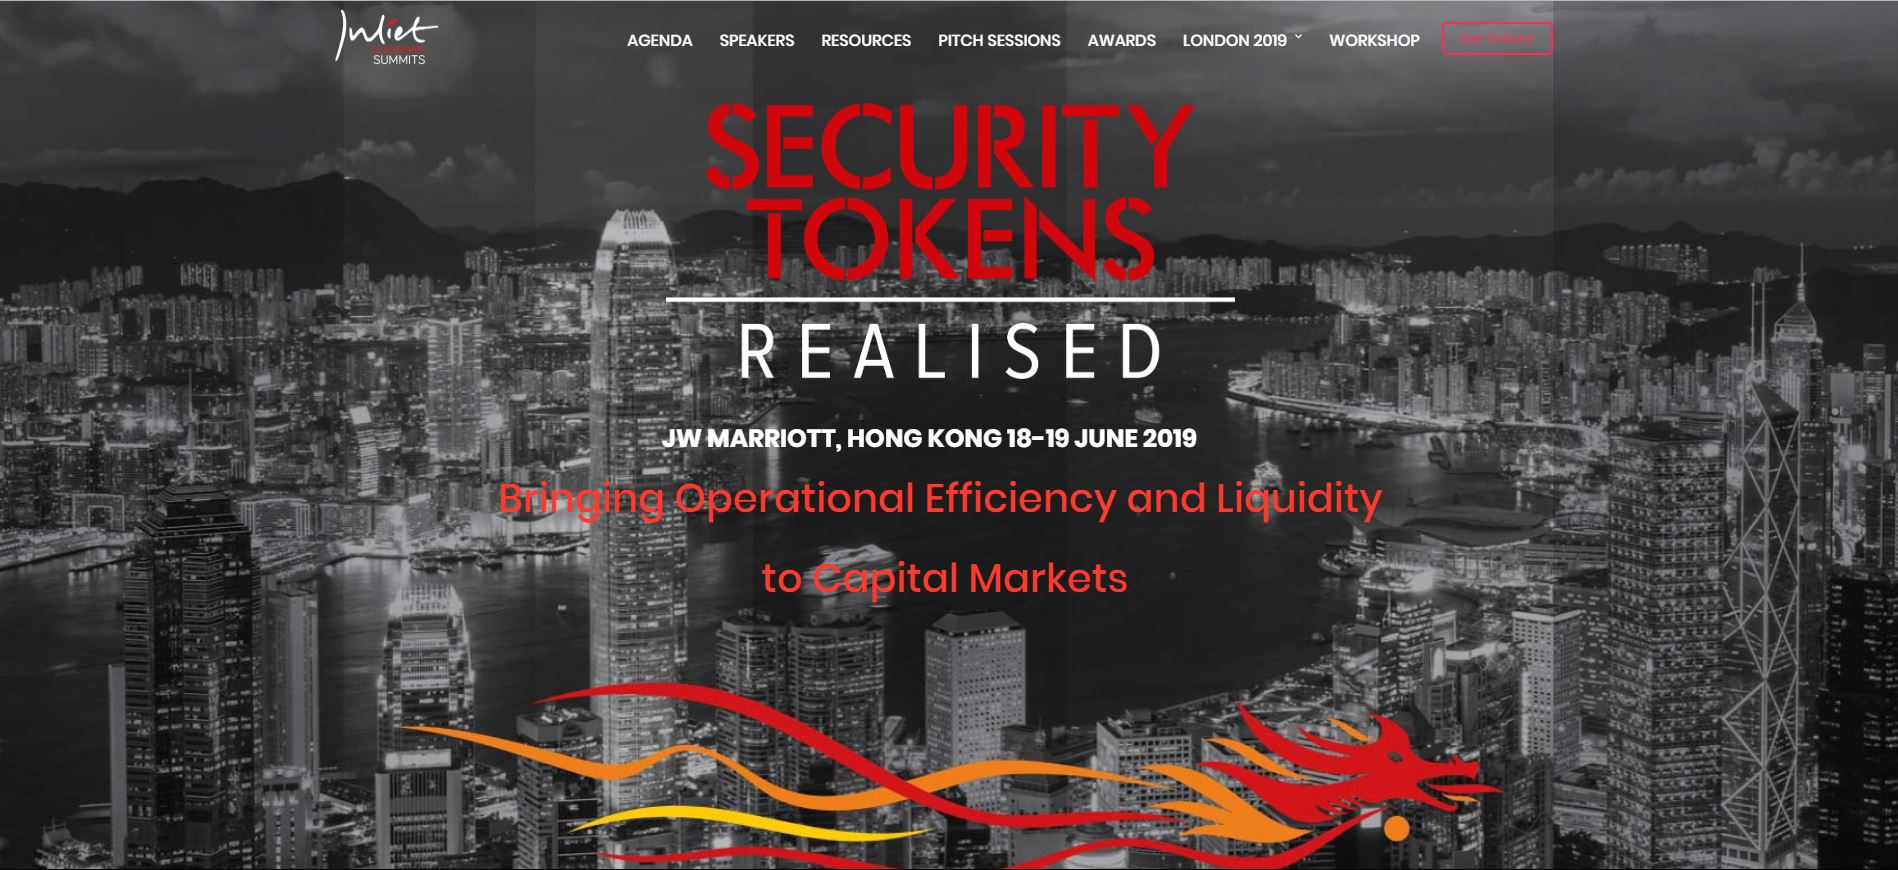 Juliet
SUMMITS
AGENDA
SPEAKERS
RESOURCES
PITCH SESSIONS
AWARDS
LONDON 2019
WORKSHOP
Get Tickets!
SECURITY
TOKENS
REALISED
JW MARRIOTT, HONG KONG 18-19 JUNE 2019
Bringing Operational Efficiency and Liquidity
to Capital Markets